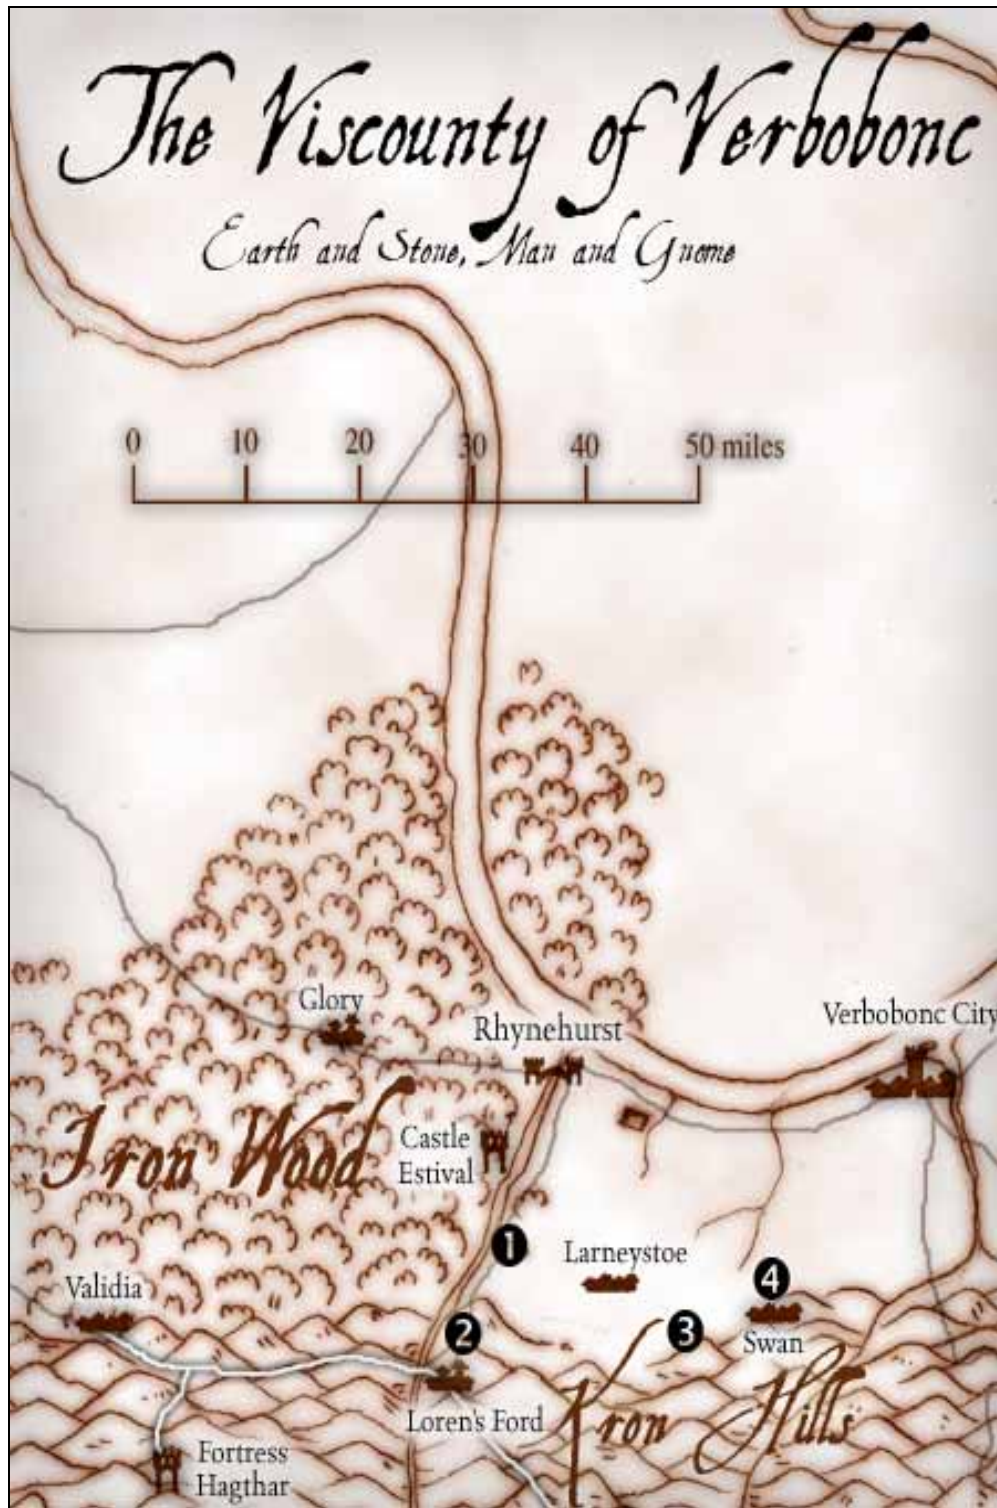 The Viscounty of Verbobonc
Earth and Stone, Man and Gnome
0 10 20 30 40 50 miles
Glory
Rhynehurst
Verbobonc City
Iron Wood
Castle
Estival
1
Larneystoe
4
Validia
2
3
Swan
Loren's Ford
Kron Hills
Fortress
Hagthar